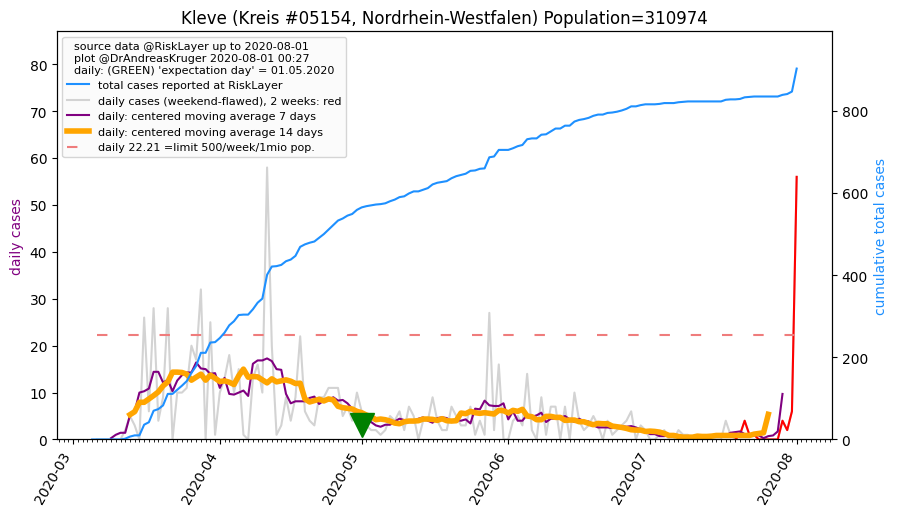 Kleve (Kreis #05154, Nordrhein-Westfalen) Population=310974
source data @RiskLayer up to 2020-08-01
plot @DrAndreasKruger 2020-08-01 00:27
daily: (GREEN) 'expectation day' = 01.05.2020
total cases reported at RiskLayer
daily cases (weekend-flawed), 2 weeks: red
daily: centered moving average 7 days
daily: centered moving average 14 days
daily 22.21 =limit 500/week/1mio pop.
daily cases
80
70
60
50
40
30
20
10
0
cumulative total cases
800
600
400
200
0
2020-03
2020-04
2020-05
2020-06
2020-07
2020-08